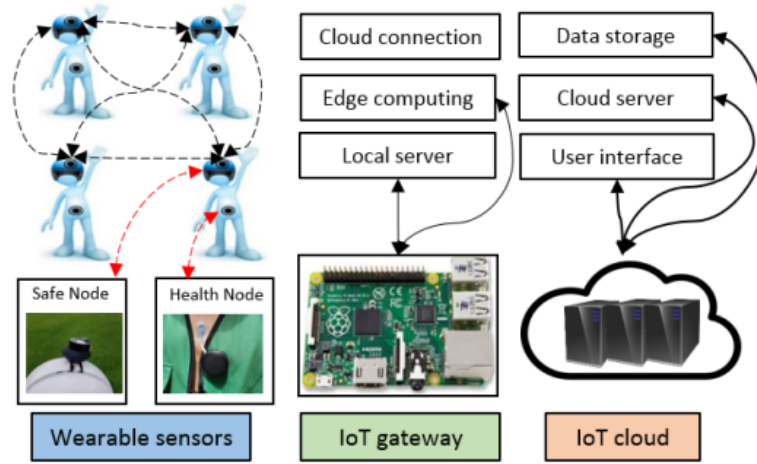 Cloud connection
Data storage
Edge computing
Cloud server
Local server
User interface
Safe Node
Health Node
Wearable sensors
IoT gateway
IoT cloud